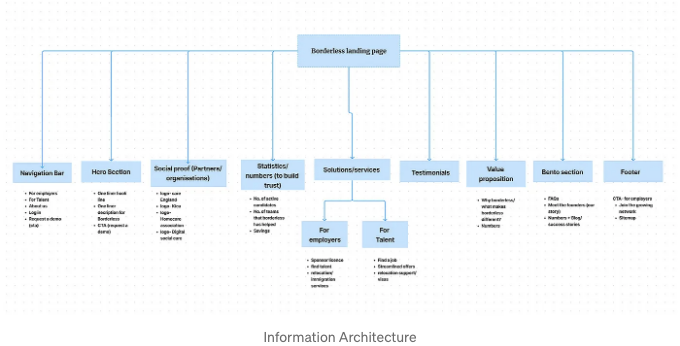 Borderless landing page
Navigation Bar
For employers
For Talent
About us
Log in
Request a demo
(cta)
Hero Section
One liner hook
line
One liner
description for
Borderless
CTA (request a
demo)
Social proof (Partners/
organisations)
logo- care
England
logo- Kiso
logo-
Homecare
association
logo- Digital
social care
Statistics/
numbers (to build
trust)
No. of active
candidates
No. of teams
that borderless
has helped
Savings
Solutions/services
For
employers
Sponsor license
find talent
relocation/
immigration
services
For
Talent
Find a job
Streamlined offers
relocation support/
visas
Testimonials
Value
proposition
Why borderless/
what makes
borderless
different?
Numbers
Bento section
FAQs
Meet the founders (our
story)
Numbers + Blog/
success stories
Footer
CTA- for employers
Join the growing
network
Sitemap
Information Architecture